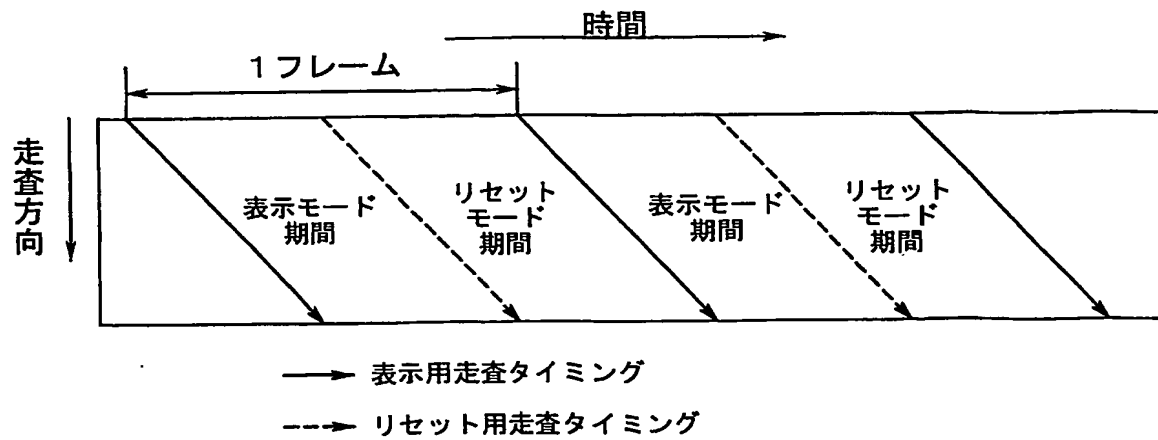 時間
1フレーム
走査方向
表示モード
期間
リセット
モード
期間
表示モード
期間
リセット
モード
期間
表示用走査タイミング
リセット用走査タイミング